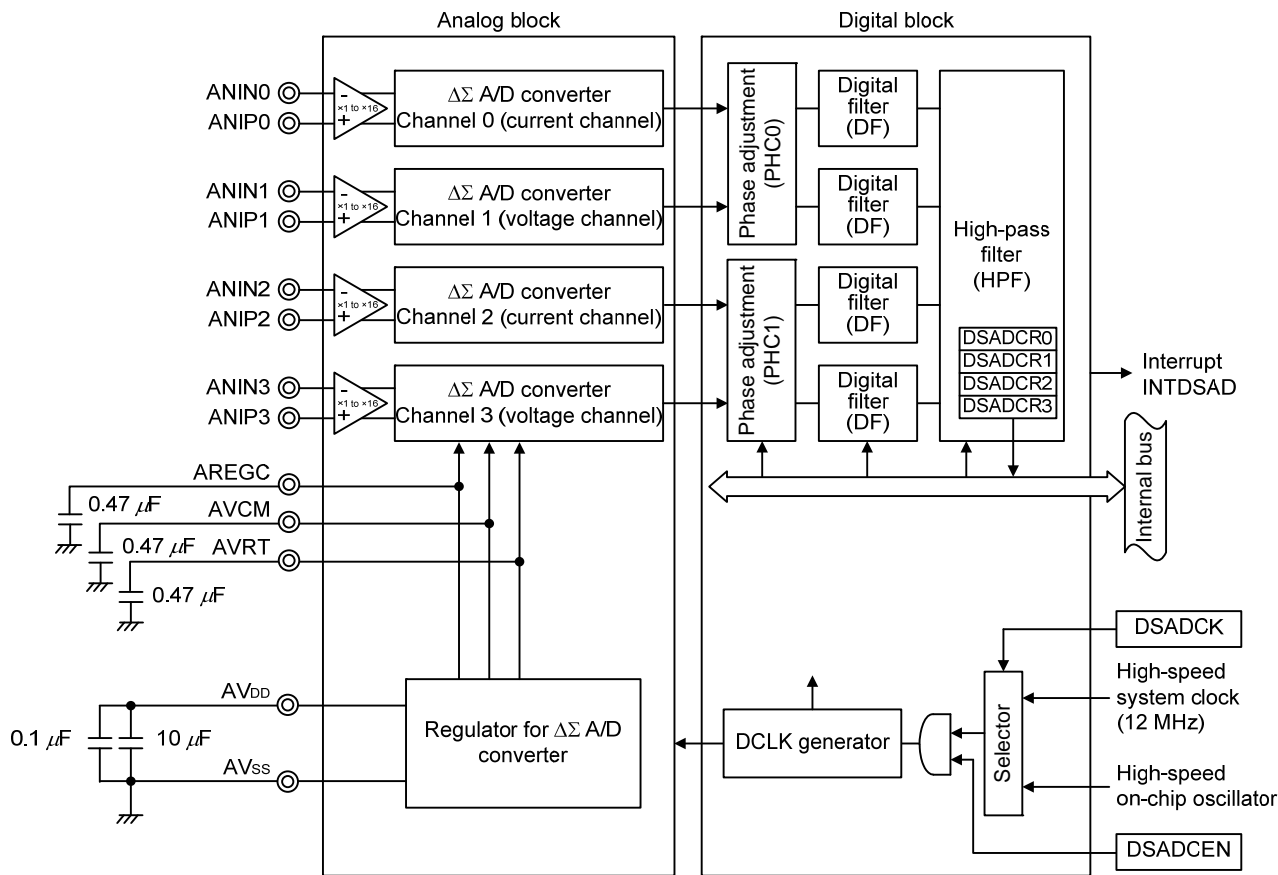 Analog block
Digital block
ANIN0
ANIP0
−
×1 to ×16
+
ΔΣ A/D converter
Channel 0 (current channel)
Phase adjustment
(PHC0)
Digital
filter
(DF)
High-pass
filter
(HPF)
ANIN1
ANIP1
−
×1 to ×16
+
ΔΣ A/D converter
Channel 1 (voltage channel)
Digital
filter
(DF)
ANIN2
ANIP2
−
×1 to ×16
+
ΔΣ A/D converter
Channel 2 (current channel)
Phase adjustment
(PHC1)
Digital
filter
(DF)
ANIN3
ANIP3
−
×1 to ×16
+
ΔΣ A/D converter
Channel 3 (voltage channel)
Digital
filter
(DF)
DSADCR0
DSADCR1
DSADCR2
DSADCR3
Interrupt
INTDSAD
Internal bus
AREGC
0.47 μF
AVCM
0.47 μF
AVRT
0.47 μF
AVDD
0.1 μF
10 μF
AVSS
Regulator for ΔΣ A/D
converter
DCLK generator
Selector
DSADCK
High-speed
system clock
(12 MHz)
High-speed
on-chip oscillator
DSADCEN